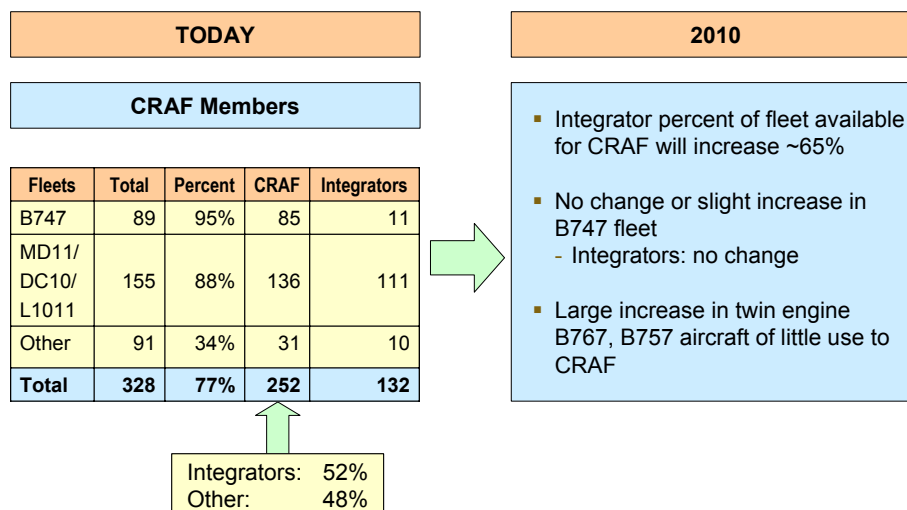 TODAY
CRAF Members
Fleets Total Percent CRAF Integrators
B747 89 95% 85 11
MD11/
DC10/
L1011 155 88% 136 111
Other 91 34% 31 10
Total 328 77% 252 132
Integrators: 52%
Other: 48%
2010
▪ Integrator percent of fleet available
for CRAF will increase ~65%
▪ No change or slight increase in
B747 fleet
- Integrators: no change
▪ Large increase in twin engine
B767, B757 aircraft of little use to
CRAF